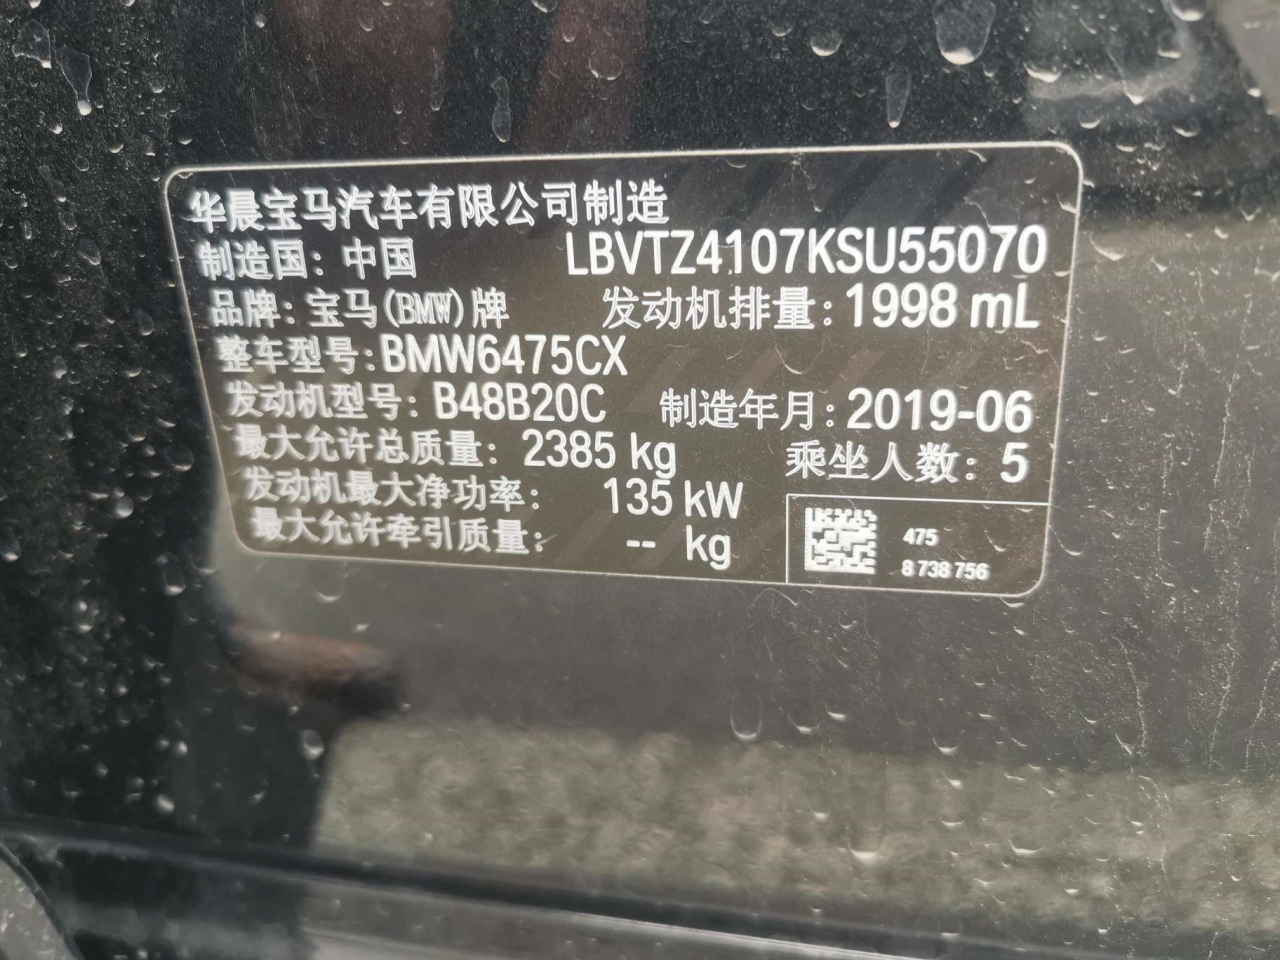 华晨宝马汽车有限公司制造
制造国：中国 LBVTZ4107KSU55070
品牌：宝马(BMW)牌 发动机排量：1998 mL
整车型号：BMW6475CX
发动机型号：B48B20C 制造年月：2019-06
最大允许总质量：2385 kg 乘坐人数：5
发动机最大净功率：135 kW
最大允许牵引质量：-- kg
475
8 738 756